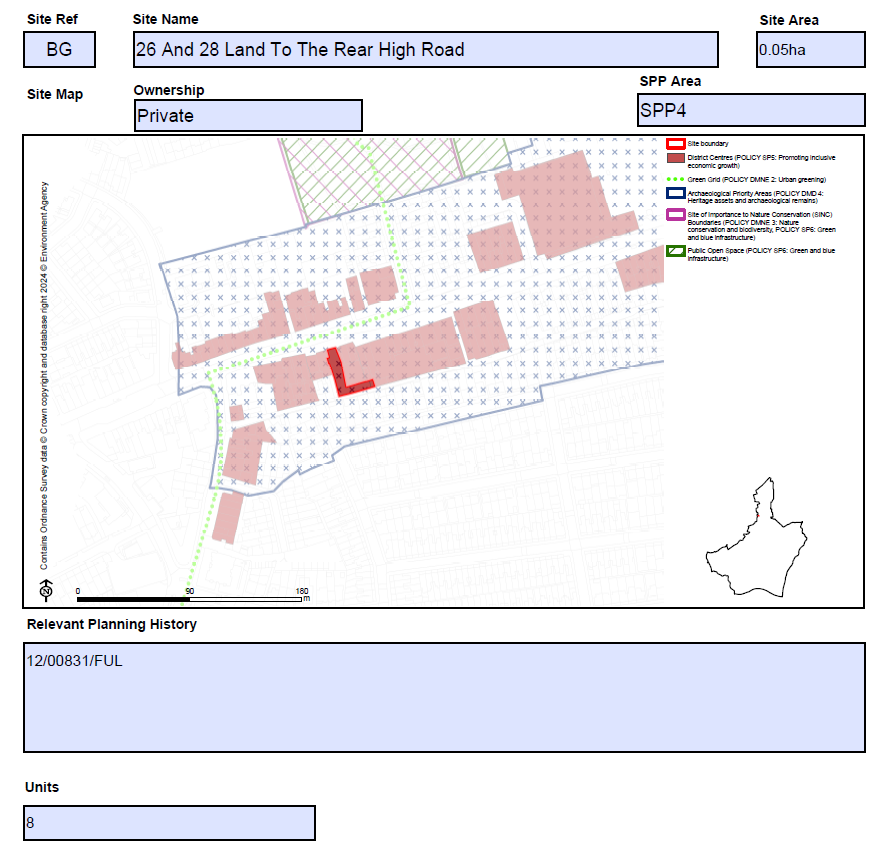 Site Ref
Site Name
Site Area
BG
26 And 28 Land To The Rear High Road
0.05ha
Site Map
Ownership
SPP Area
Private
SPP4
Contains Ordnance Survey data © Crown copyright and database right 2024 © Environment Agency
Site boundary
District Centres (POLICY SP5: Promoting inclusive
economic growth)
Green Grid (POLICY DMNE 2: Urban greening)
Archaeological Priority Areas (POLICY DMD 4:
Heritage assets and archaeological remains)
Site of Importance to Nature Conservation (SINC)
Boundaries (POLICY DMNE 3: Nature
conservation and biodiversity, POLICY SP6: Green
and blue infrastructure)
Public Open Space (POLICY SP6: Green and blue
infrastructure)
N
0 90 180
m
Relevant Planning History
12/00831/FUL
Units
8